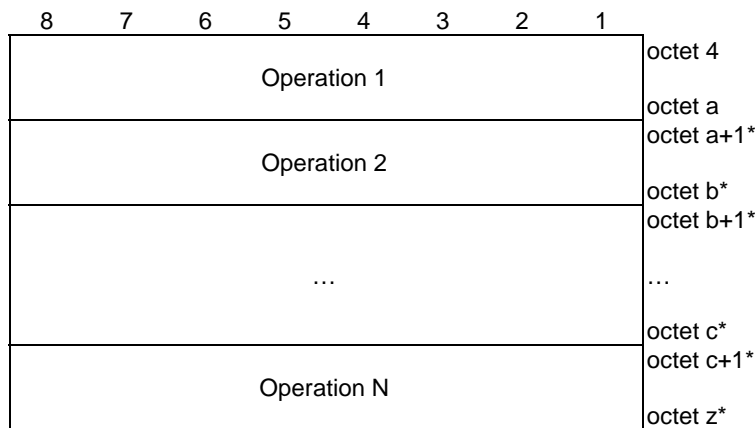 8 7 6 5 4 3 2 1
octet 4
Operation 1
octet a
octet a+1*
Operation 2
octet b*
octet b+1*
… …
octet c*
octet c+1*
Operation N
octet z*